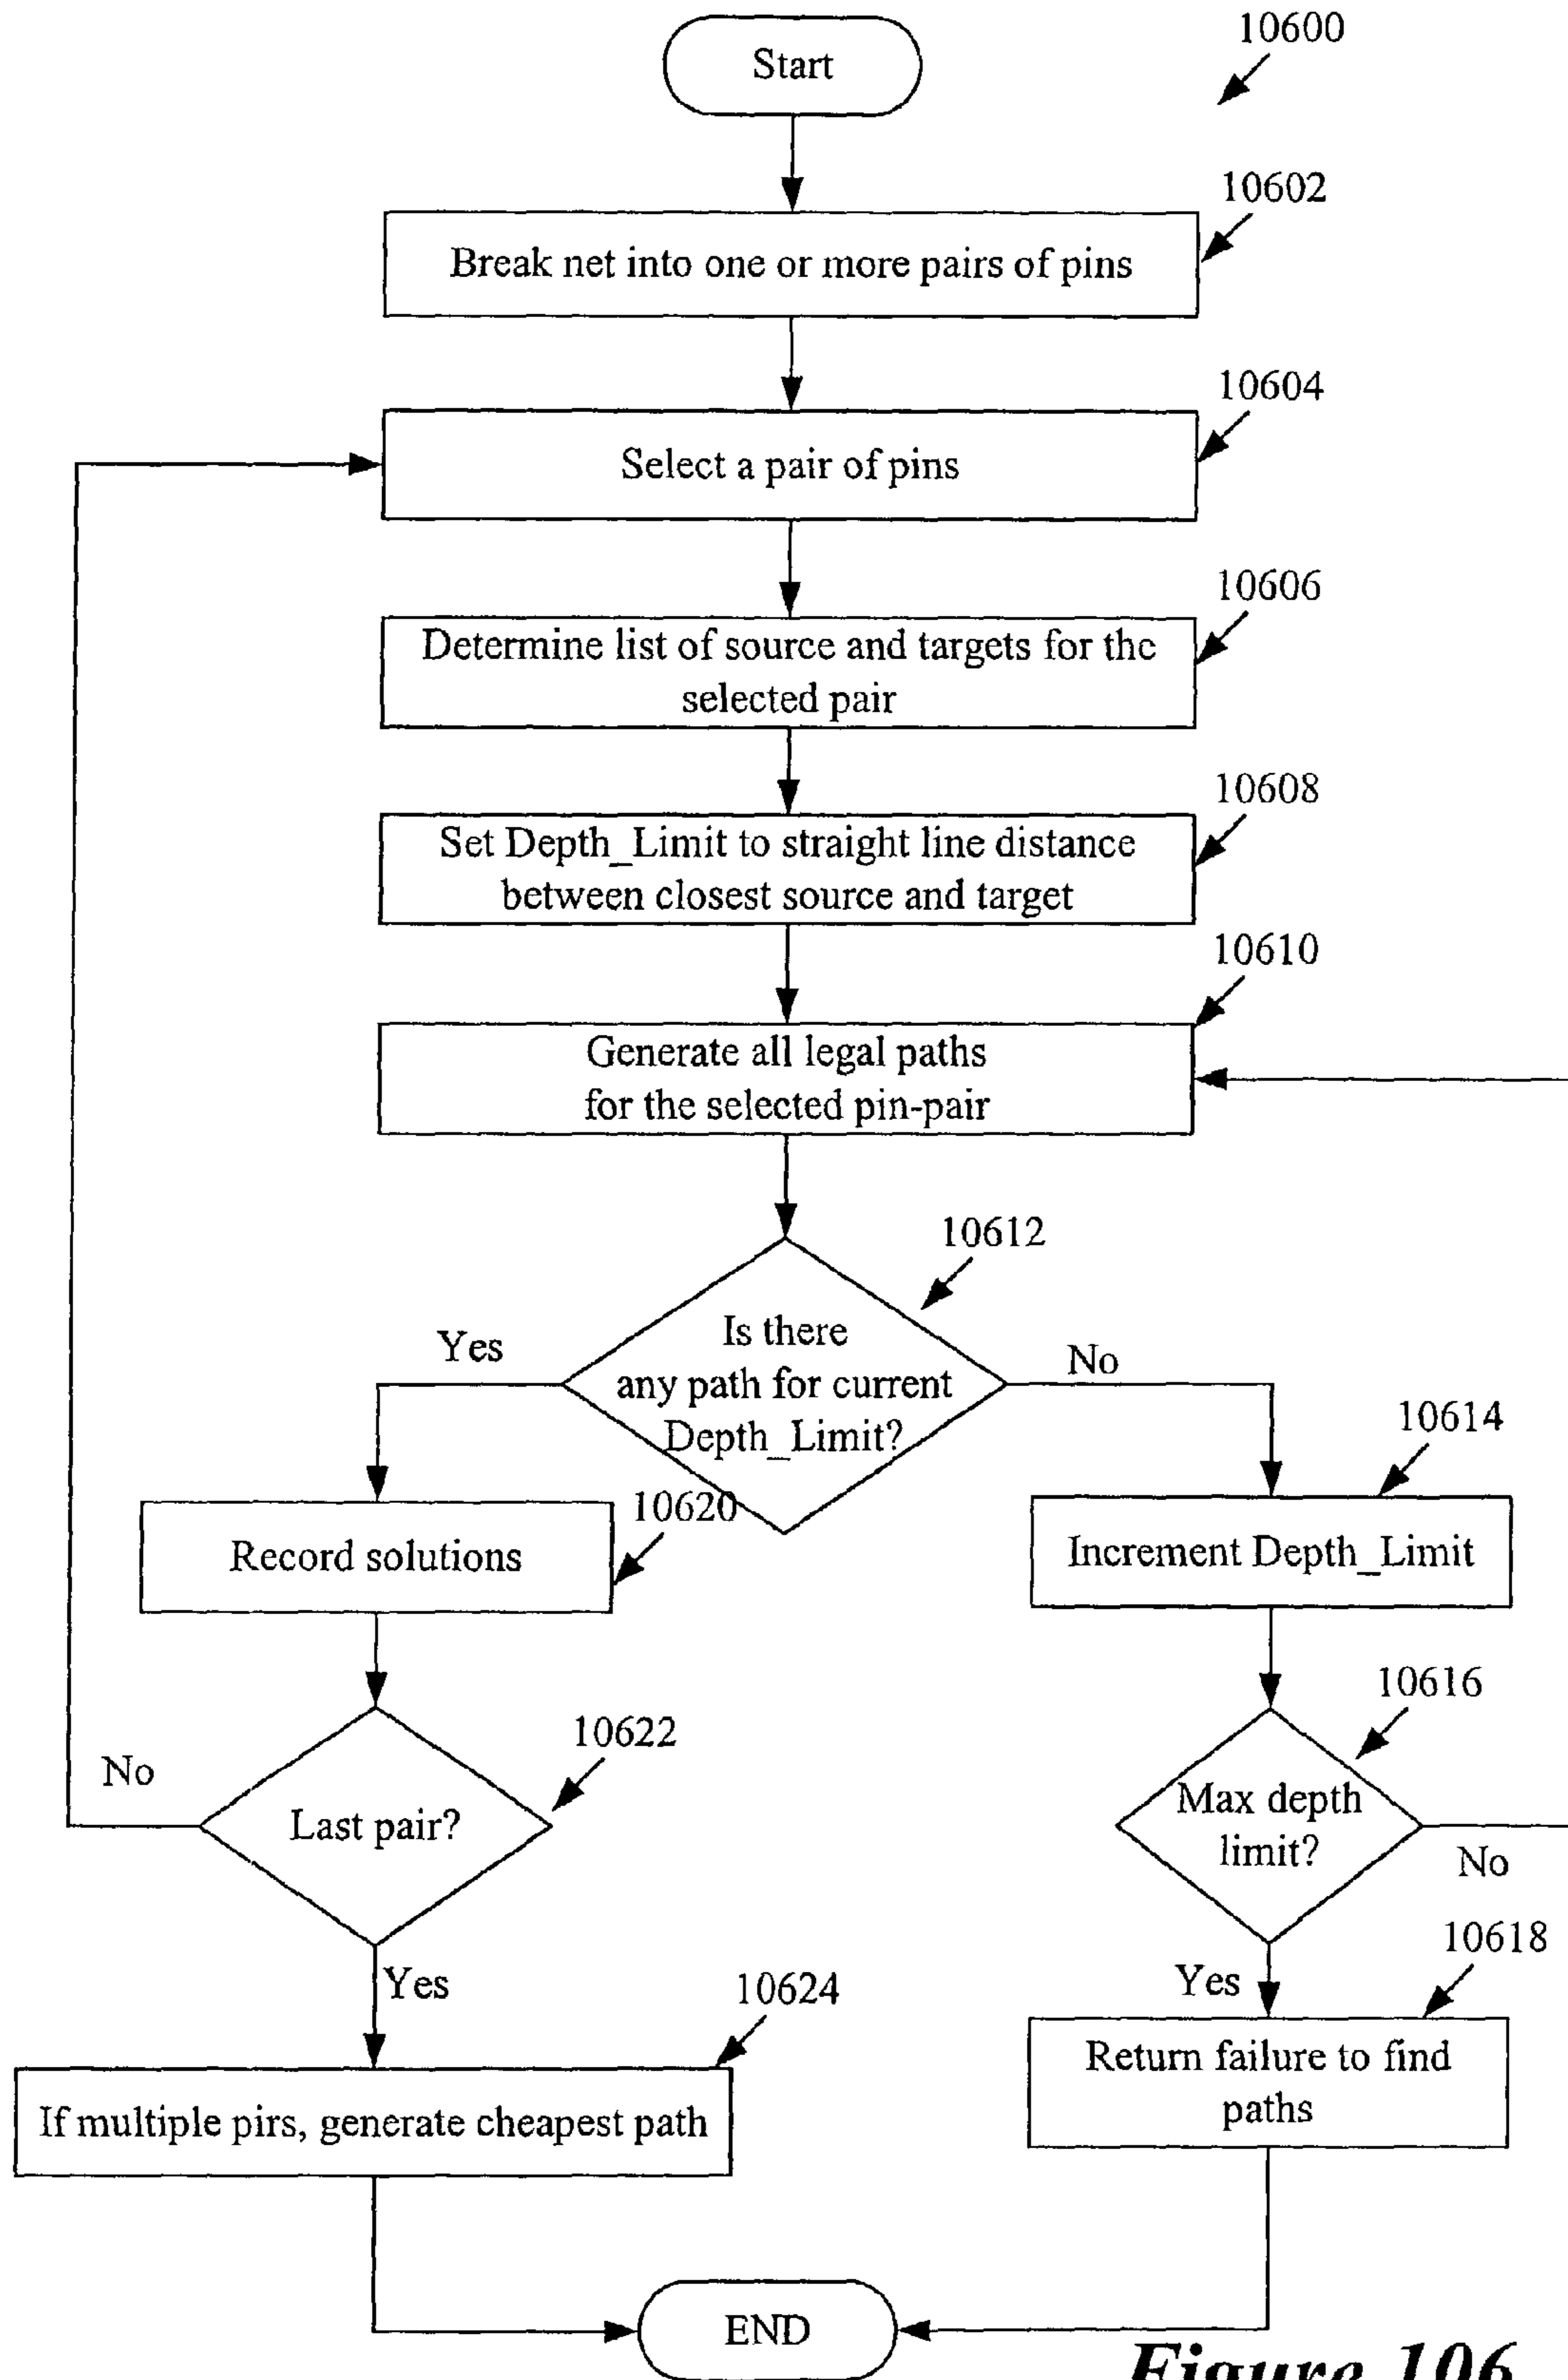 10600
Start
10602
Break net into one or more pairs of pins
10604
Select a pair of pins
10606
Determine list of source and targets for the
selected pair
10608
Set Depth_Limit to straight line distance
between closest source and target
10610
Generate all legal paths
for the selected pin-pair
10612
Is there
any path for current
Depth_Limit?
Yes
No
10614
Increment Depth_Limit
10620
Record solutions
10616
Max depth
limit?
No
10622
Last pair?
No
Yes
10618
Yes
Return failure to find
paths
10624
If multiple pirs, generate cheapest path
END
Figure 106